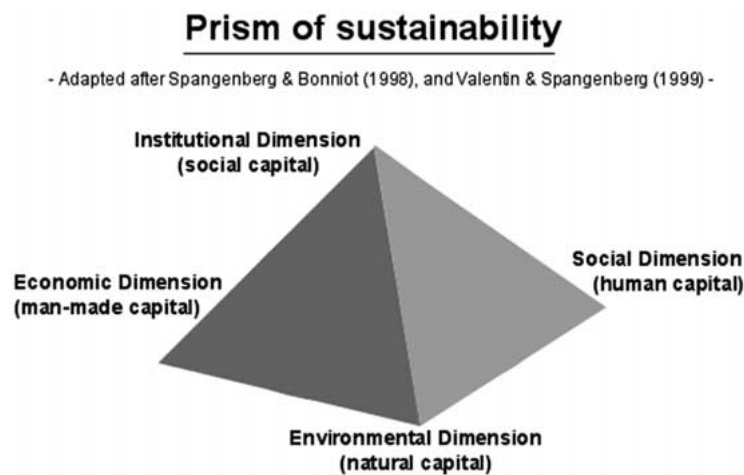 Prism of sustainability
- Adapted after Spangenberg & Bonniot (1998), and Valentin & Spangenberg (1999) -
Institutional Dimension
(social capital)
Social Dimension
(human capital)
Economic Dimension
(man-made capital)
Environmental Dimension
(natural capital)